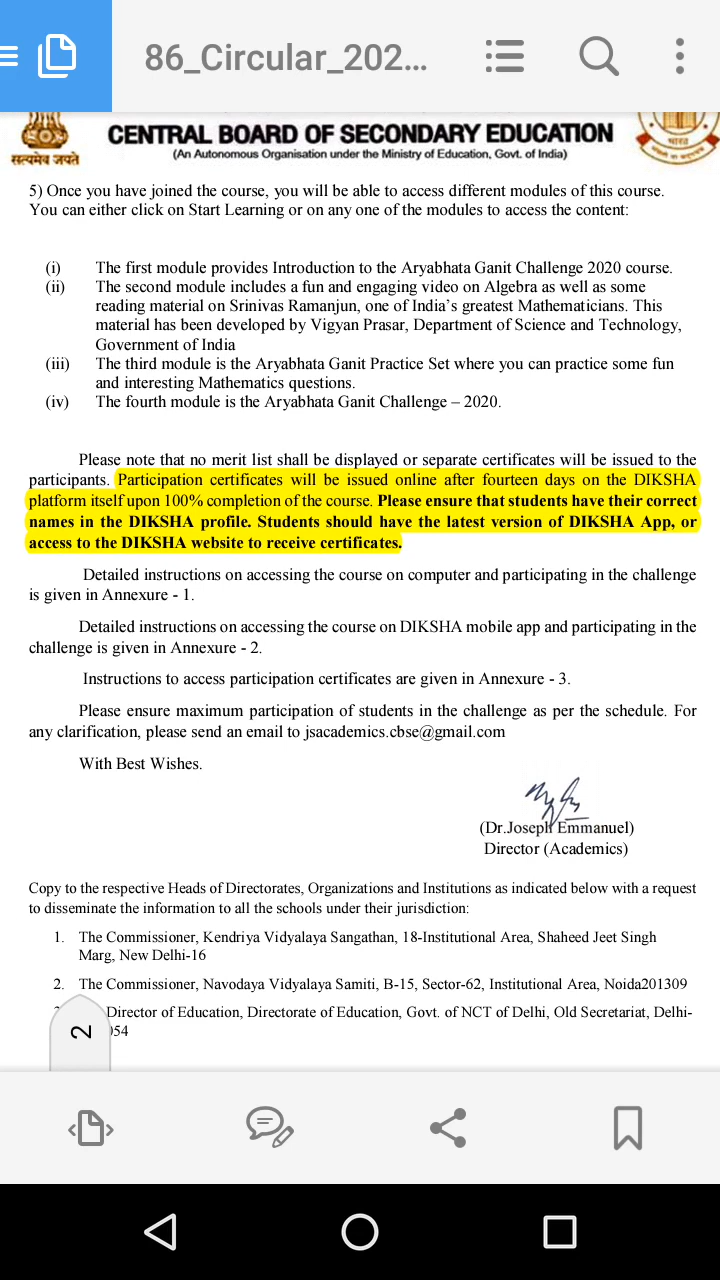 86_Circular_202...
सत्यमेव जयते
CENTRAL BOARD OF SECONDARY EDUCATION
(An Autonomous Organisation under the Ministry of Education, Govt. of India)
भारत
5) Once you have joined the course, you will be able to access different modules of this course.
You can either click on Start Learning or on any one of the modules to access the content:
(i) The first module provides Introduction to the Aryabhata Ganit Challenge 2020 course.
(ii) The second module includes a fun and engaging video on Algebra as well as some
reading material on Srinivas Ramanjun, one of India's greatest Mathematicians. This
material has been developed by Vigyan Prasar, Department of Science and Technology,
Government of India
(iii) The third module is the Aryabhata Ganit Practice Set where you can practice some fun
and interesting Mathematics questions.
(iv) The fourth module is the Aryabhata Ganit Challenge – 2020.
Please note that no merit list shall be displayed or separate certificates will be issued to the
participants. Participation certificates will be issued online after fourteen days on the DIKSHA
platform itself upon 100% completion of the course. Please ensure that students have their correct
names in the DIKSHA profile. Students should have the latest version of DIKSHA App, or
access to the DIKSHA website to receive certificates.
Detailed instructions on accessing the course on computer and participating in the challenge
is given in Annexure - 1.
Detailed instructions on accessing the course on DIKSHA mobile app and participating in the
challenge is given in Annexure - 2.
Instructions to access participation certificates are given in Annexure - 3.
Please ensure maximum participation of students in the challenge as per the schedule. For
any clarification, please send an email to jsacademics.cbse@gmail.com
With Best Wishes.
(Dr.Joseph Emmanuel)
Director (Academics)
Copy to the respective Heads of Directorates, Organizations and Institutions as indicated below with a request
to disseminate the information to all the schools under their jurisdiction:
1. The Commissioner, Kendriya Vidyalaya Sangathan, 18-Institutional Area, Shaheed Jeet Singh
Marg, New Delhi-16
2. The Commissioner, Navodaya Vidyalaya Samiti, B-15, Sector-62, Institutional Area, Noida201309
Director of Education, Directorate of Education, Govt. of NCT of Delhi, Old Secretariat, Delhi-
054
2